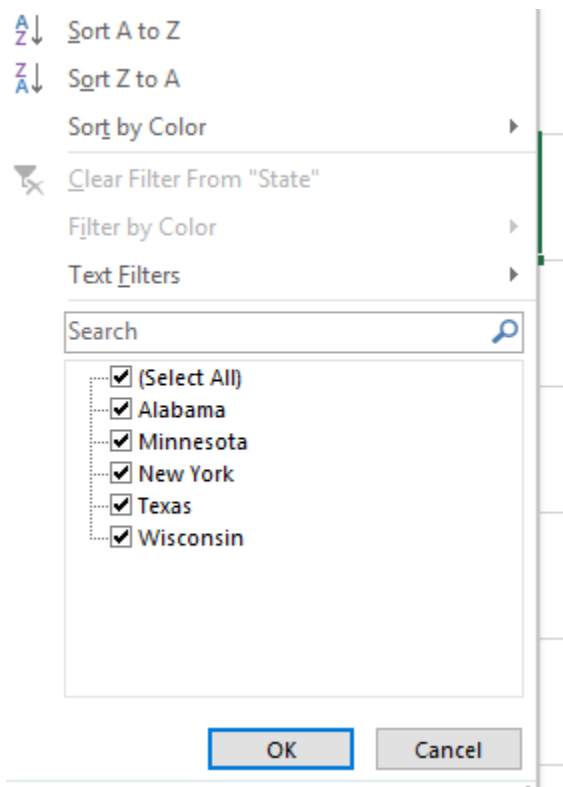 Sort A to Z
Sort Z to A
Sort by Color
Clear Filter From "State"
Filter by Color
Text Filters
Search
(Select All)
Alabama
Minnesota
New York
Texas
Wisconsin
OK Cancel